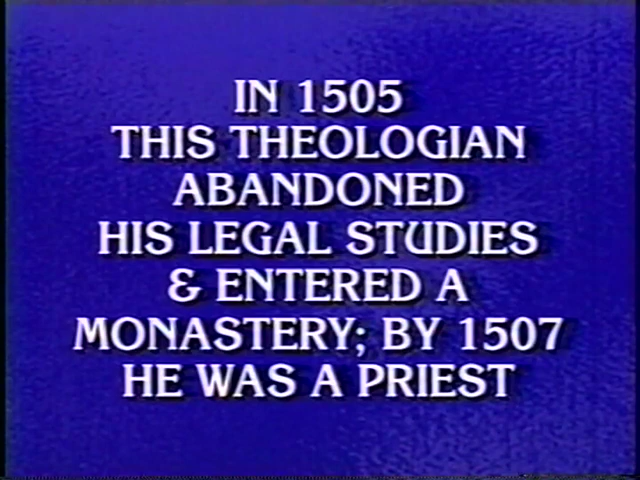 IN 1505
THIS THEOLOGIAN
ABANDONED
HIS LEGAL STUDIES
& ENTERED A
MONASTERY; BY 1507
HE WAS A PRIEST